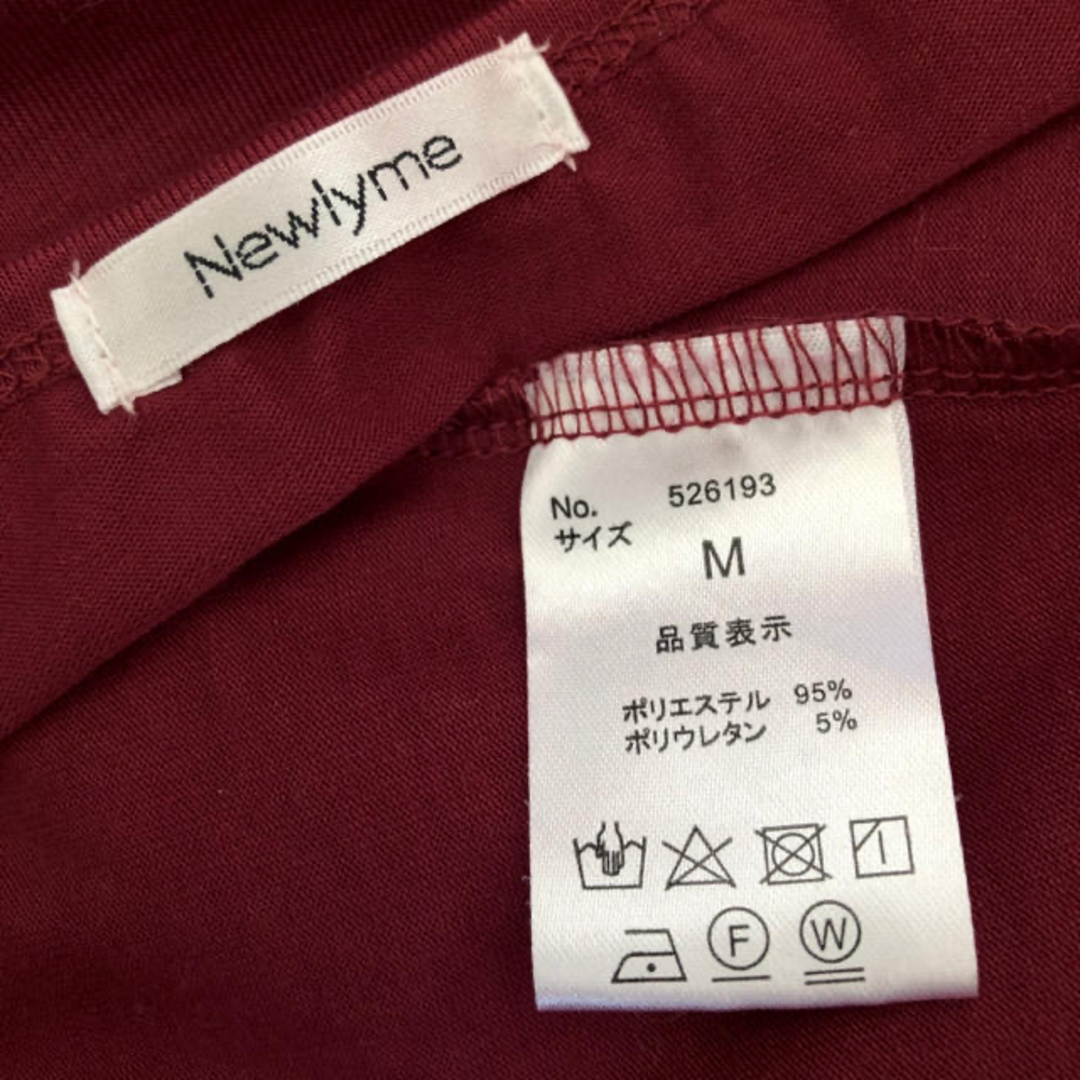 Newlyme
No. 526193
サイズ
M
品質表示
ポリエステル 95%
ポリウレタン 5%
F W